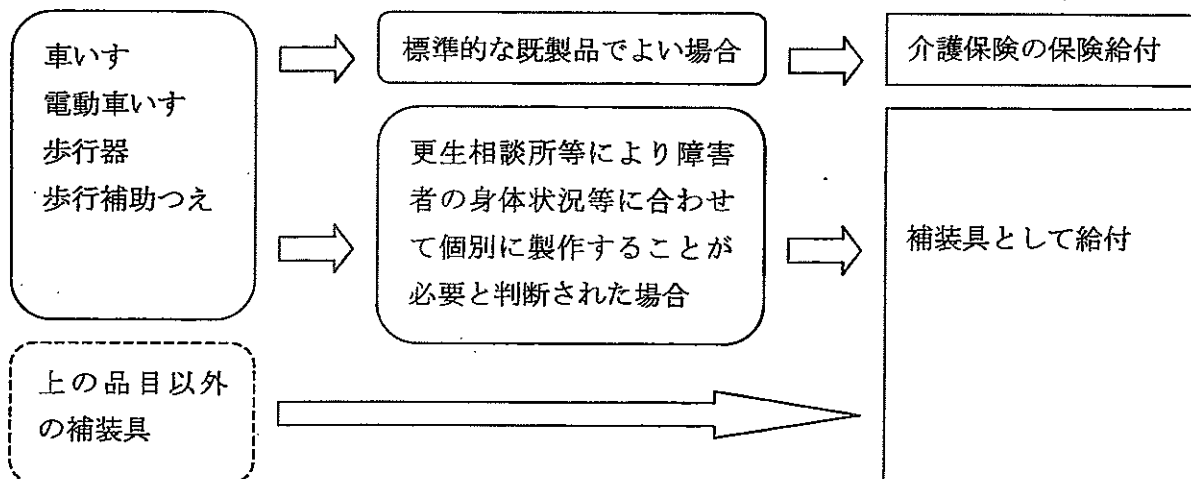 車いす
電動車いす
歩行器
歩行補助つえ
標準的な既製品でよい場合
介護保険の保険給付
更生相談所等により障害
者の身体状況等に合わせ
て個別に製作することが
必要と判断された場合
補装具として給付
上の品目以外
の補装具